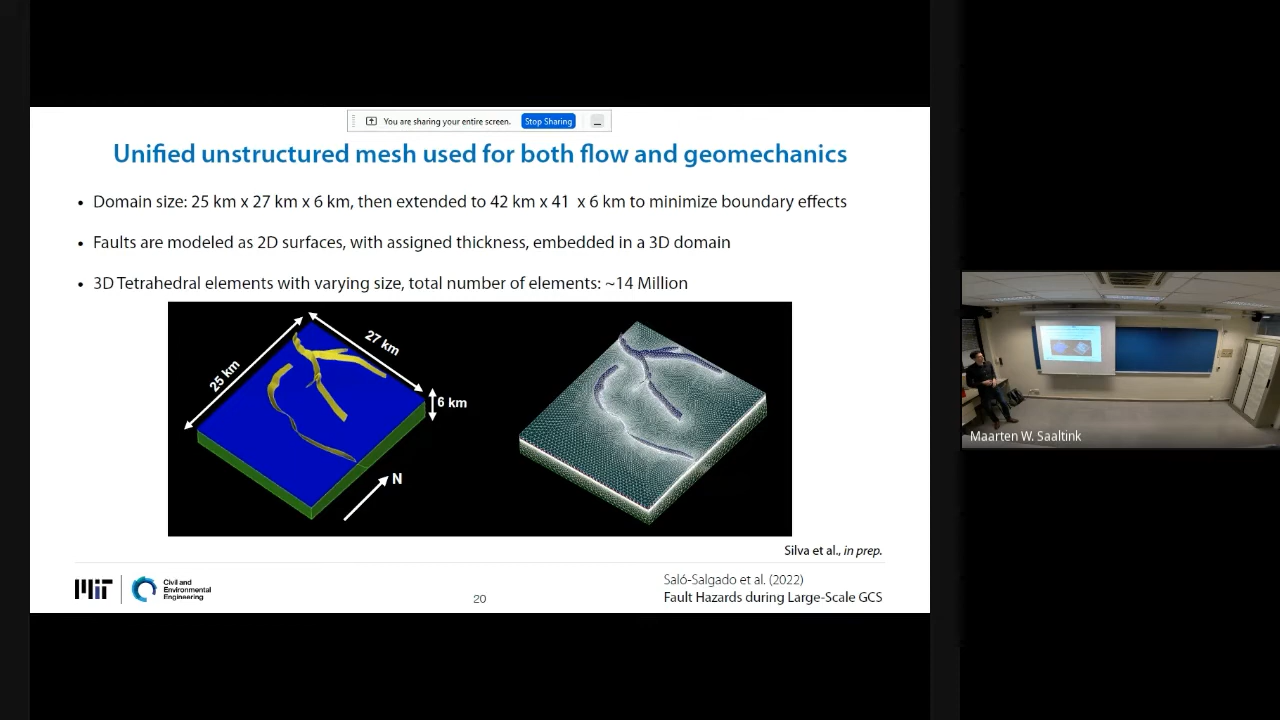 You are sharing your entire screen.
Stop Sharing
Unified unstructured mesh used for both flow and geomechanics
• Domain size: 25 km x 27 km x 6 km, then extended to 42 km x 41  x 6 km to minimize boundary effects
• Faults are modeled as 2D surfaces, with assigned thickness, embedded in a 3D domain
• 3D Tetrahedral elements with varying size, total number of elements: ~14 Million
25 km
27 km
6 km
N
Silva et al., in prep.
MIT
Civil and
Environmental
Engineering
20
Saló-Salgado et al. (2022)
Fault Hazards during Large-Scale GCS
Maarten W. Saaltink